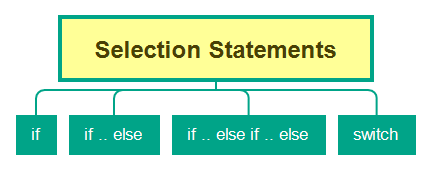 Selection Statements
if
if .. else
if .. else if .. else
switch